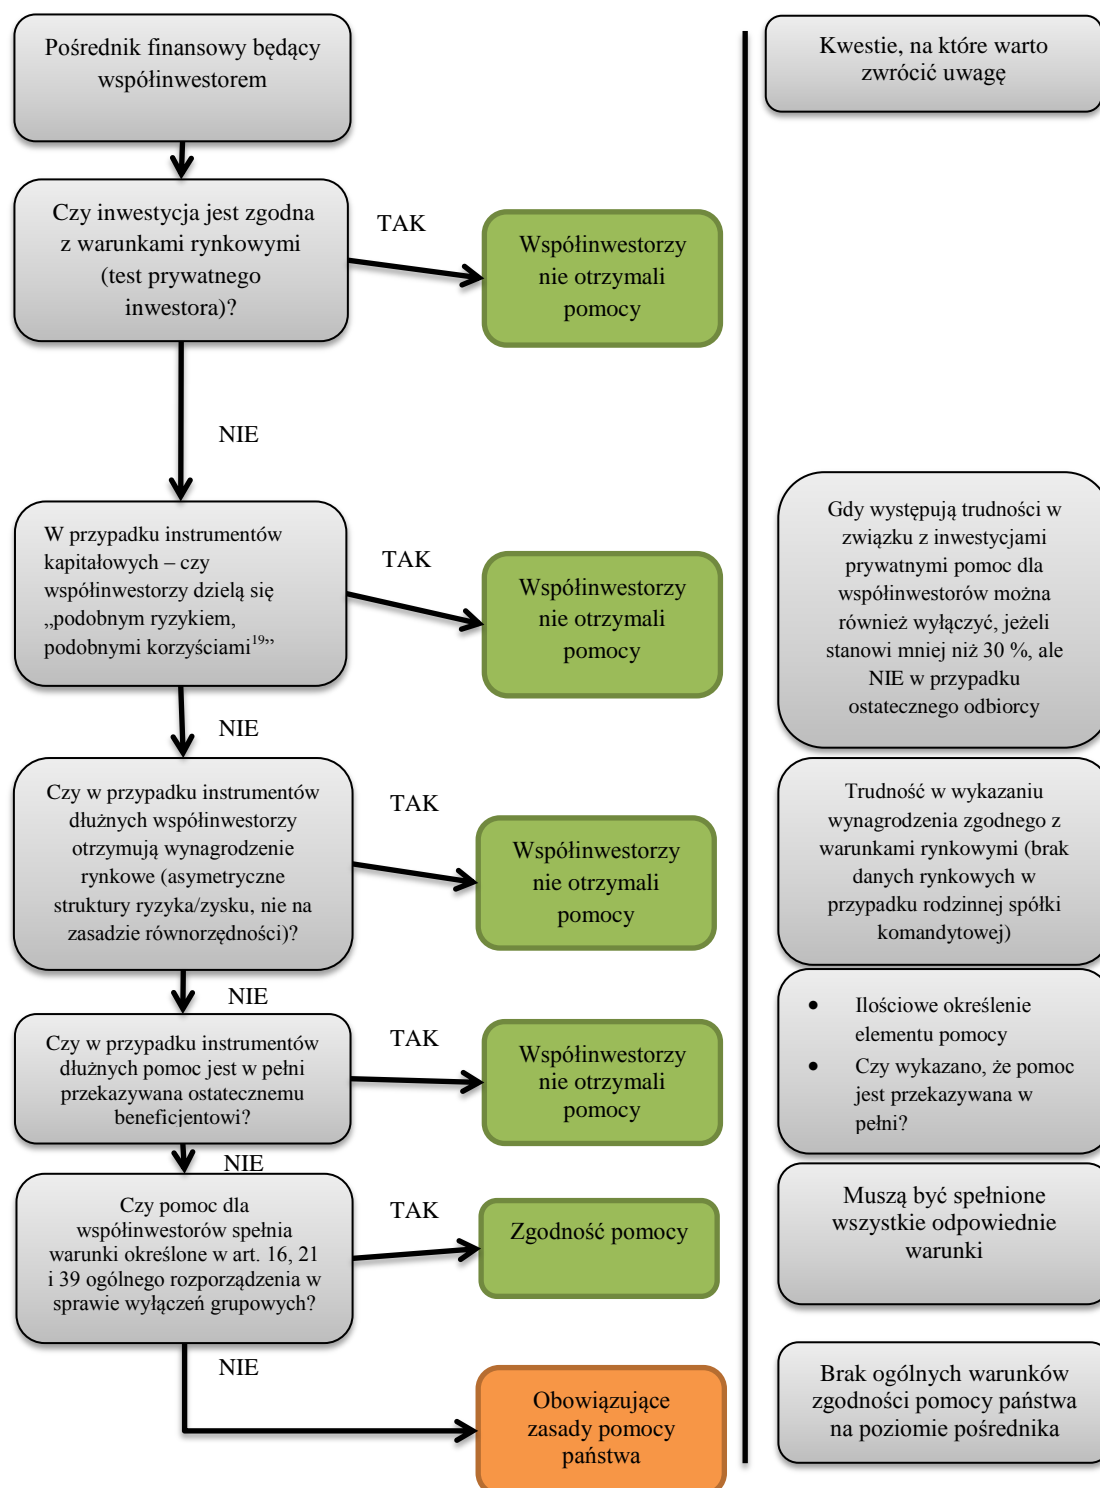 Pośrednik finansowy będący
współinwestorem
Kwestie, na które warto
zwrócić uwagę
Czy inwestycja jest zgodna
z warunkami rynkowymi
(test prywatnego
inwestora)?
TAK
Współinwestorzy
nie otrzymali
pomocy
NIE
W przypadku instrumentów
kapitałowych – czy
współinwestorzy dzielą się
„podobnym ryzykiem,
podobnymi korzyściami¹⁹”
TAK
Współinwestorzy
nie otrzymali
pomocy
Gdy występują trudności w
związku z inwestycjami
prywatnymi pomoc dla
współinwestorów można
również wyłączyć, jeżeli
stanowi mniej niż 30 %, ale
NIE w przypadku
ostatecznego odbiorcy
NIE
Czy w przypadku instrumentów
dłużnych współinwestorzy
otrzymują wynagrodzenie
rynkowe (asymetryczne
struktury ryzyka/zysku, nie na
zasadzie równorzędności)?
TAK
Współinwestorzy
nie otrzymali
pomocy
Trudność w wykazaniu
wynagrodzenia zgodnego z
warunkami rynkowymi (brak
danych rynkowych w
przypadku rodzinnej spółki
komandytowej)
NIE
Czy w przypadku instrumentów
dłużnych pomoc jest w pełni
przekazywana ostatecznemu
beneficjentowi?
TAK
Współinwestorzy
nie otrzymali
pomocy
• Ilościowe określenie
elementu pomocy
• Czy wykazano, że pomoc
jest przekazywana w
pełni?
NIE
Czy pomoc dla
współinwestorów spełnia
warunki określone w art. 16, 21
i 39 ogólnego rozporządzenia w
sprawie wyłączeń grupowych?
TAK
Zgodność pomocy
Muszą być spełnione
wszystkie odpowiednie
warunki
NIE
Obowiązujące
zasady pomocy
państwa
Brak ogólnych warunków
zgodności pomocy państwa
na poziomie pośrednika